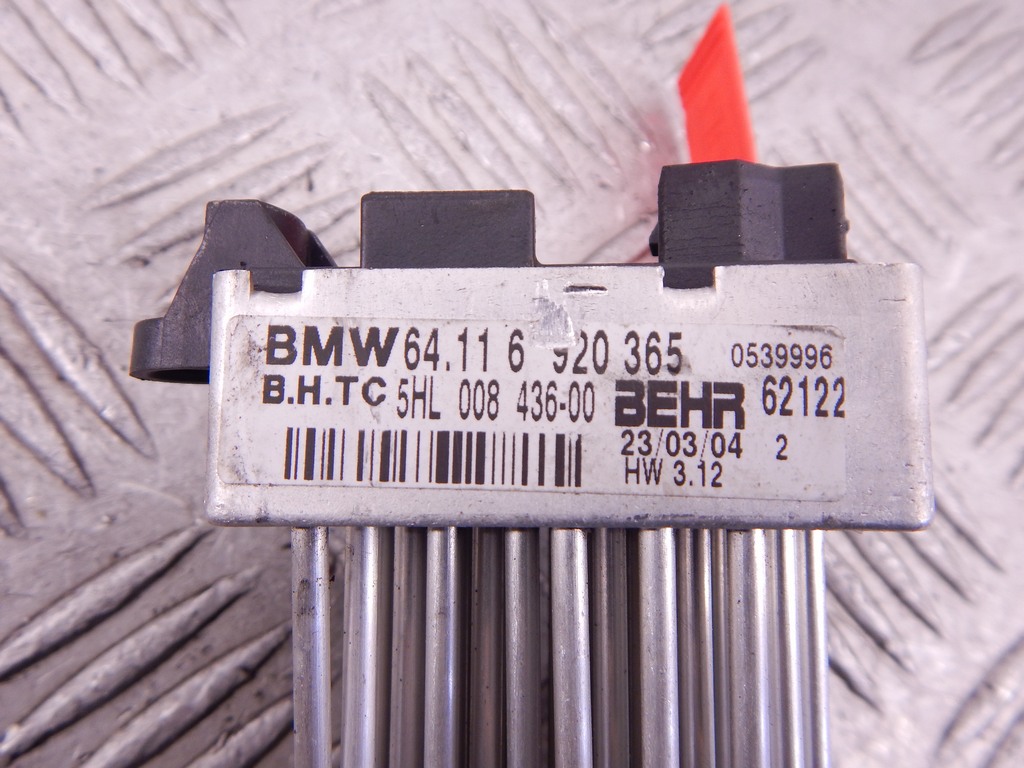 BMW 64.11 6 920 365 0539996
B.H.TC 5HL 008 436-00 BEHR 62122
23/03/04 2
HW 3.12